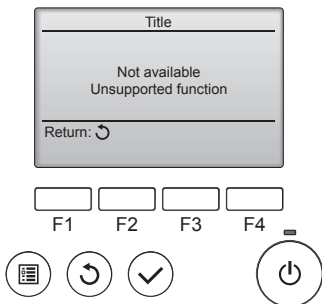 Title
Not available
Unsupported function
Return:
F1 F2 F3 F4